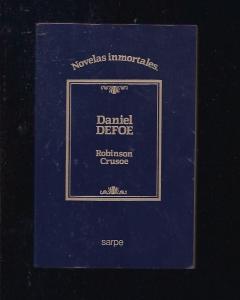 Novelas inmortales.
Daniel
DEFOE
Robinson
Crusoe
sarpe